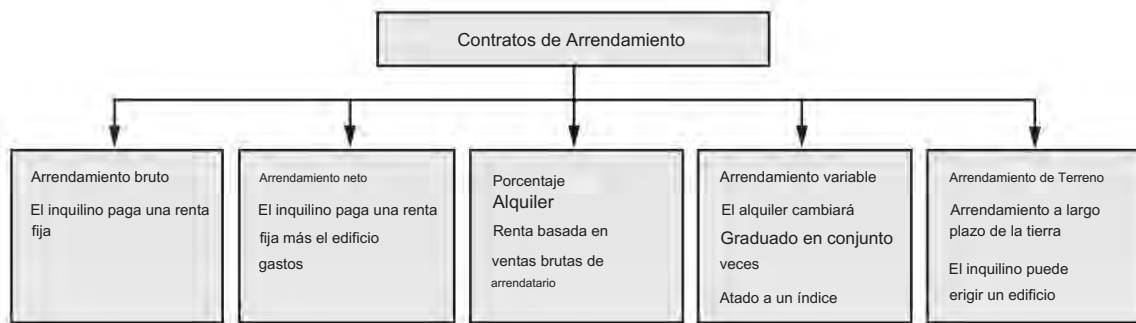 Contratos de Arrendamiento
Arrendamiento bruto
El inquilino paga una renta
fija
Arrendamiento neto
El inquilino paga una renta
fija más el edificio
gastos
Porcentaje
Alquiler
Renta basada en
ventas brutas de
arrendatario
Arrendamiento variable
El alquiler cambiará
Graduado en conjunto
veces
Atado a un índice
Arrendamiento de Terreno
Arrendamiento a largo
plazo de la tierra
El inquilino puede
erigir un edificio